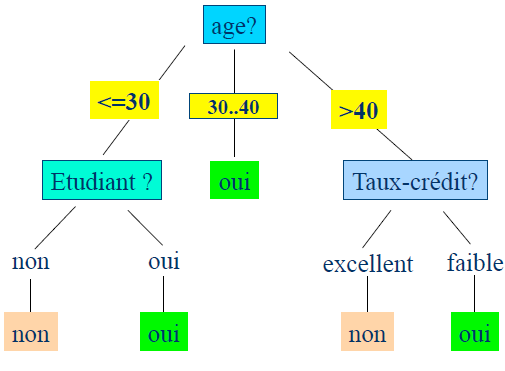 age?
<=30
30..40
>40
Etudiant ?
oui
Taux-crédit?
non
oui
excellent
faible
non
oui
non
oui